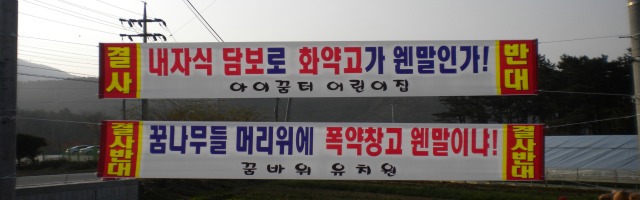 결사 내자식 담보로 화약고가 웬말인가! 반대
아이꿈터 어린이집
결사반대 꿈나무들 머리위에 폭약창고 웬말이냐! 결사반대
꿈바위 유치원